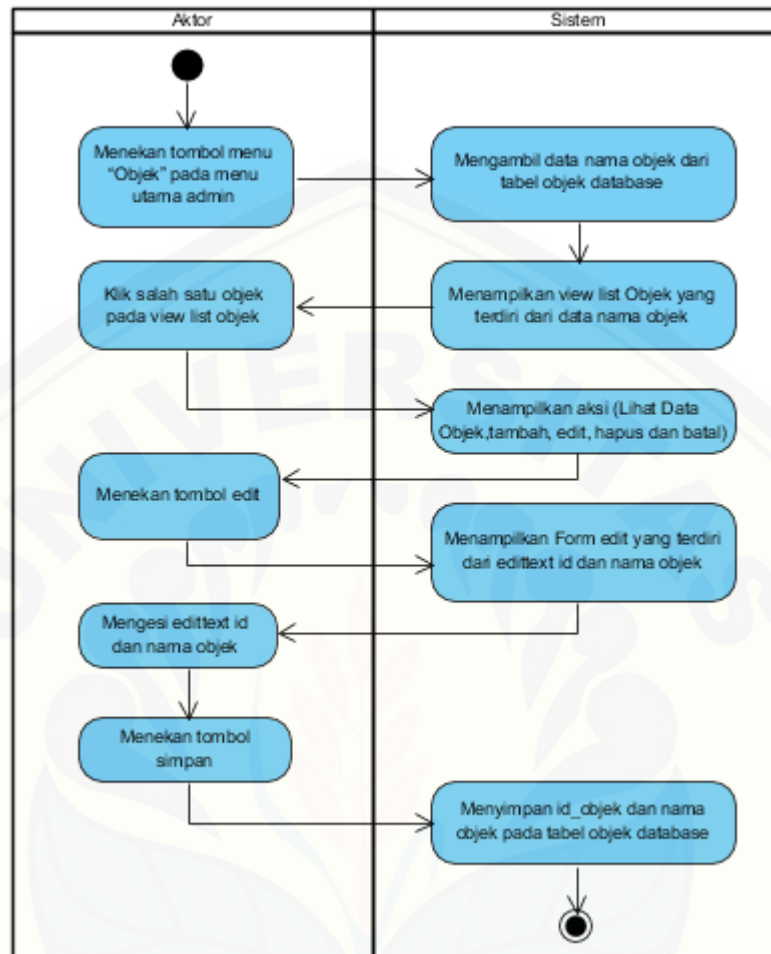 Aktor
Sistem
Menekan tombol menu
"Objek" pada menu
utama admin
Mengambil data nama objek dari
tabel objek database
Klik salah satu objek
pada view list objek
Menampilkan view list Objek yang
terdiri dari data nama objek
Menampilkan aksi (Lihat Data
Objek,tambah, edit, hapus dan batal)
Menekan tombol edit
Menampilkan Form edit yang terdiri
dari edittext id dan nama objek
Mengesi edittext id
dan nama objek
Menekan tombol
simpan
Menyimpan id_objek dan nama
objek pada tabel objek database
UNIVERSITAS